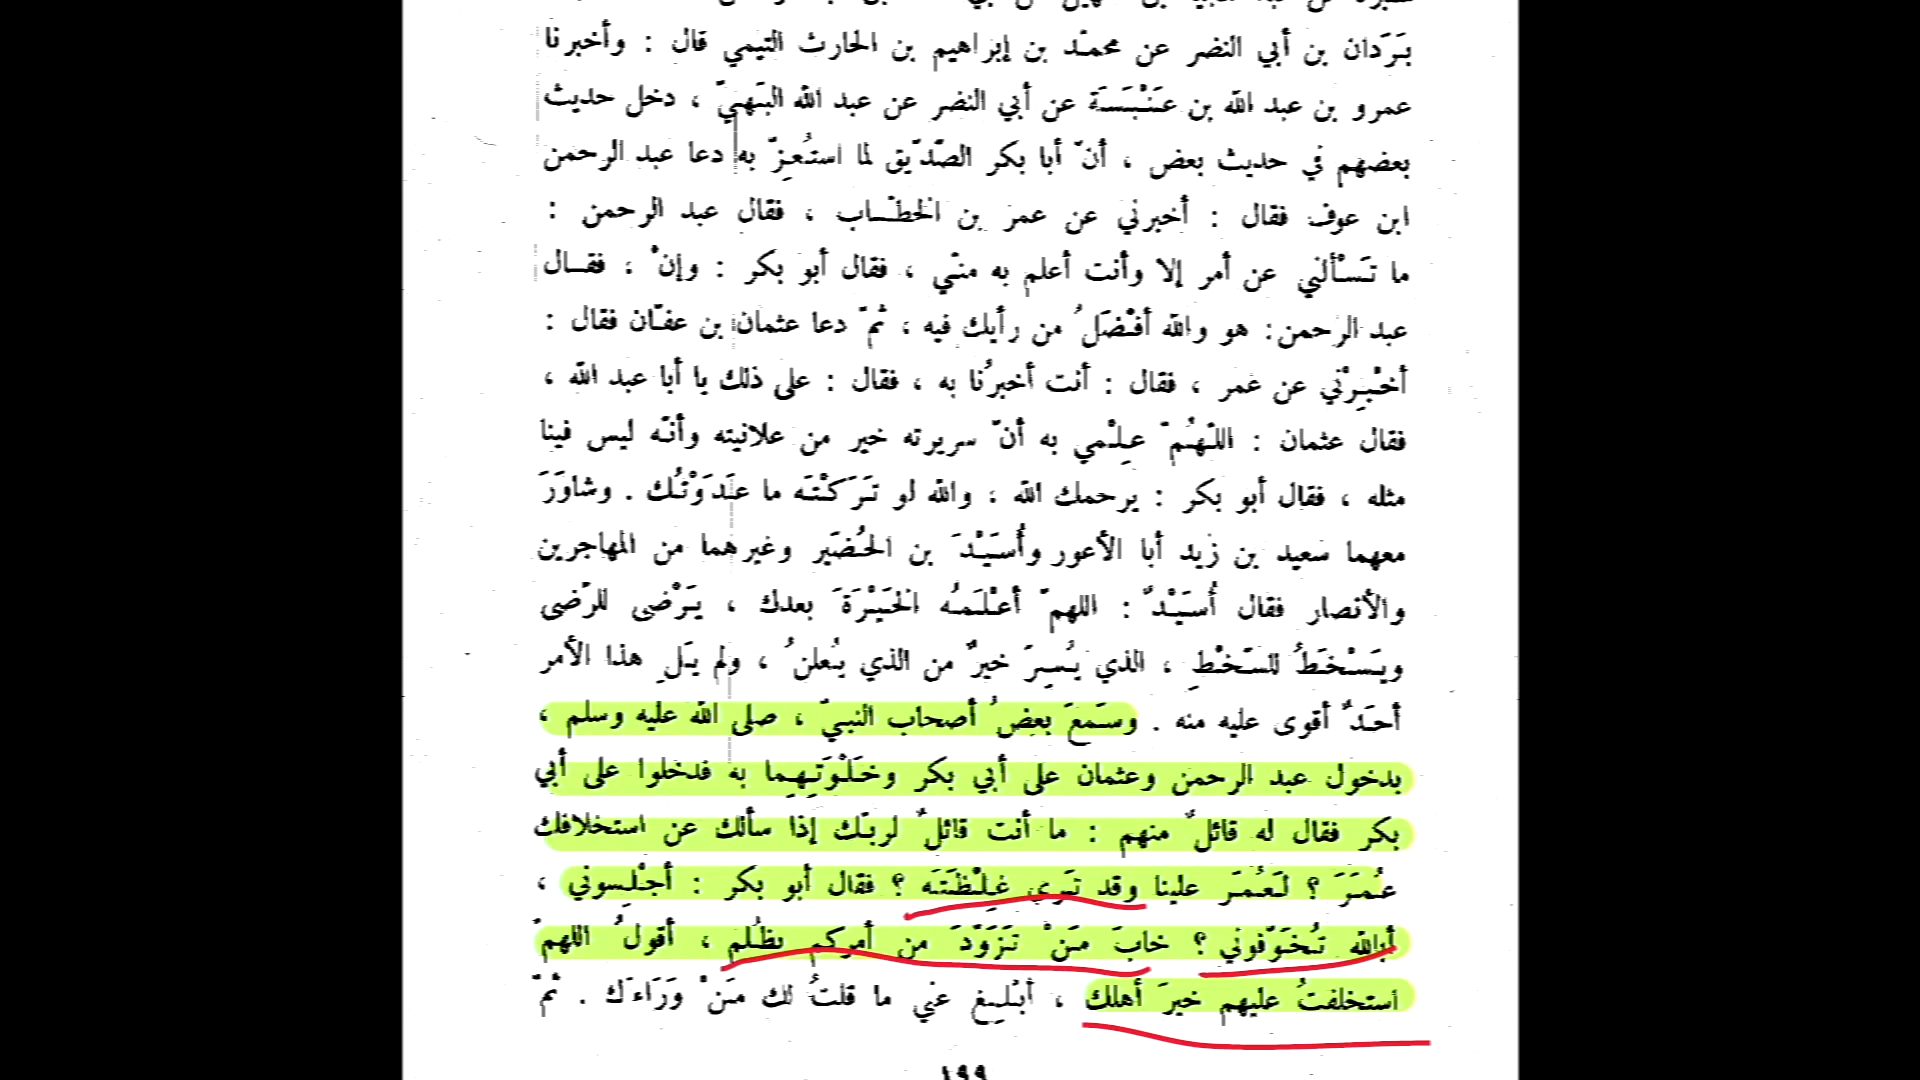 بَرَدان بن أبي النضر عن محمّد بن إبراهيم بن الحارث التيمي قال : وأخبرنا
عمرو بن عبد الله بن عَنْبَسَة عن أبي النضر عن عبد الله البَهيّ ، دخل حديث
بعضهم في حديث بعض ، أنّ أبا بكر الصّدّيق لما استُعِزّ به دعا عبد الرحمن
ابن عوف فقال : أخبرني عن عمر بن الخطّاب ، فقال عبد الرحمن :
ما تَسْألني عن أمر إلا وأنت أعلم به منّي ، فقال أبو بكر : وإنْ ، فقال
عبد الرحمن : هو والله أفْضَلُ من رأيك فيه ، ثمّ دعا عثمان بن عفّان فقال :
أخْبِرْني عن عمر ، فقال : أنت أخبرُنا به ، فقال : على ذلك يا أبا عبد الله ،
فقال عثمان : اللّهُمّ عِلْمي به أنّ سريرته خير من علانيته وأنّه ليس فينا
مثله ، فقال أبو بكر : يرحمك الله ، والله لو تَرَكْتَه ما عَدَوْتُك . وشاوَرَ
معهما سعيد بن زيد أبا الأعور وأُسَيْدَ بن الحُضَير وغيرهما من المهاجرين
والأنصار فقال أُسَيْدٌ : اللهمّ أعْلَمُه الخَيْرَةَ بعدك ، يَرْضى للرّضى
ويَسْخَطُ للسّخْطِ ، الذي يُسِرّ خيرٌ من الذي يُعلنُ ، ولم يَلِ هذا الأمر
أحَدٌ أقوى عليه منه . وسَمعَ بعضُ أصحاب النبيّ ، صلى الله عليه وسلم ،
بدخول عبد الرحمن وعثمان على أبي بكر وخَلْوَتِهِما به فدخلوا على أبي
بكر فقال له قائلٌ منهم : ما أنت قائلٌ لربّك إذا سألك عن استخلافك
عُمَرَ ؟ لَعُمَرَ علينا وقد تَرى غِلْظَتَه ؟ فقال أبو بكر : أجْلِسوني ،
أبالله تُخَوّفوني ؟ خابَ مَنْ تَزَوّدَ من أمركم بظُلم ، أقولُ اللهمّ
استخلفتُ عليهم خيرَ أهلك ، أبْلِغ عني ما قلتُ لك مَنْ وَرَاءَك . ثمّ
١٩٩